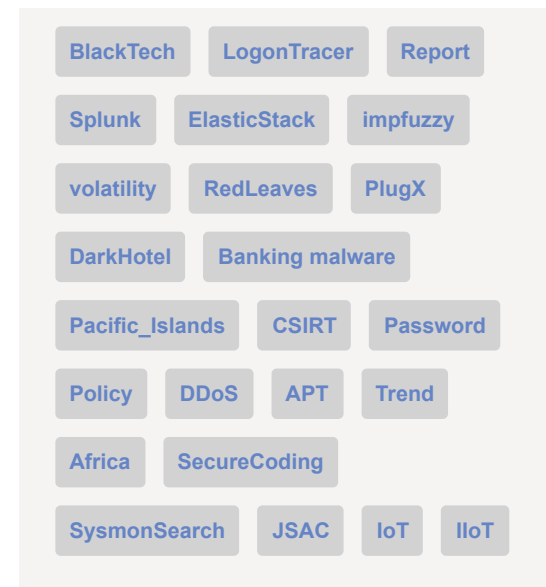 BlackTech LogonTracer Report
Splunk ElasticStack impfuzzy
volatility RedLeaves PlugX
DarkHotel Banking malware
Pacific_Islands CSIRT Password
Policy DDoS APT Trend
Africa SecureCoding
SysmonSearch JSAC IoT IIoT